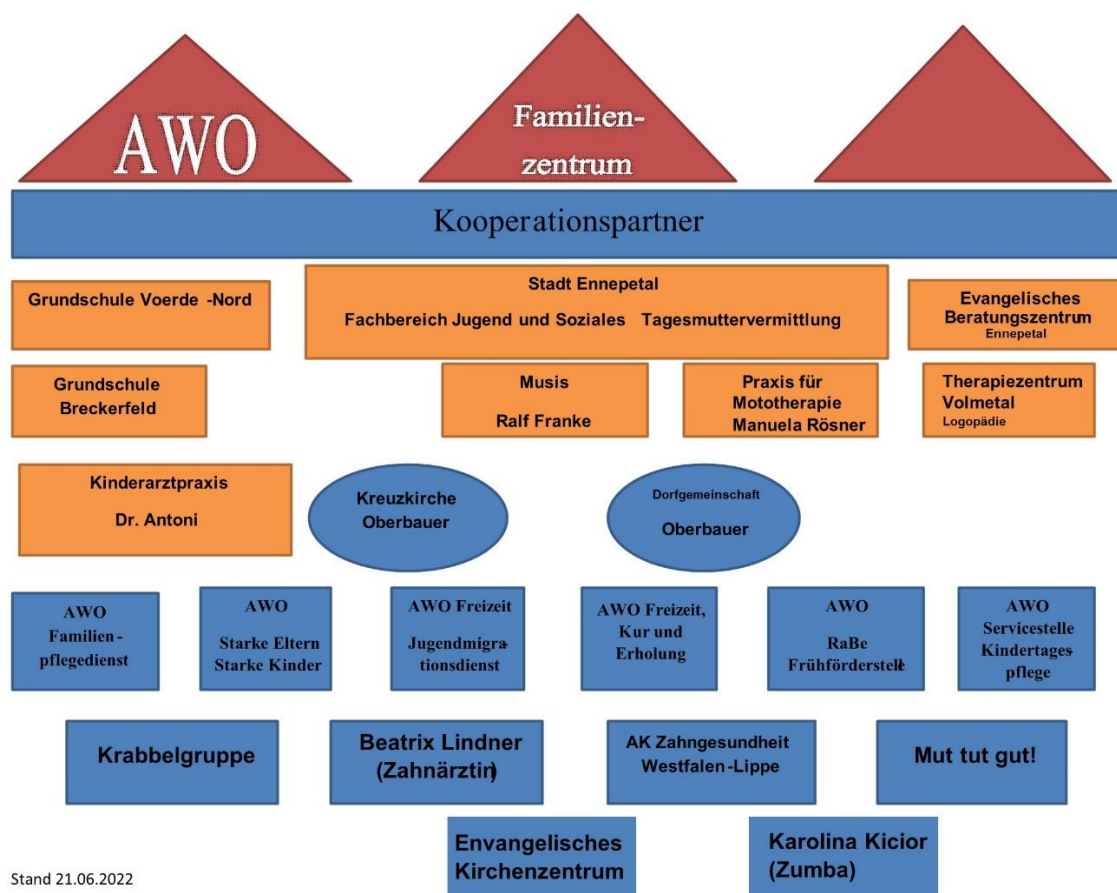 AWO
Familien-
zentrum
Kooperationspartner
Grundschule Voerde -Nord
Stadt Ennepetal
Fachbereich Jugend und Soziales Tagesmuttervermittlung
Evangelisches
Beratungszentrum
Ennepetal
Grundschule
Breckerfeld
Musis
Ralf Franke
Praxis für
Mototherapie
Manuela Rösner
Therapiezentrum
Volmetal
Logopädie
Kinderarztpraxis
Dr. Antoni
Kreuzkirche
Oberbauer
Dorfgemeinschaft
Oberbauer
AWO
Familien-
pflegedienst
AWO
Starke Eltern
Starke Kinder
AWO Freizeit
Jugendmigra-
tionsdienst
AWO Freizeit,
Kur und
Erholung
AWO
RaBe
Frühförderstelle
AWO
Servicestelle
Kindertages-
pflege
Krabbelgruppe
Beatrix Lindner
(Zahnärztin)
AK Zahngesundheit
Westfalen-Lippe
Mut tut gut!
Envangelisches
Kirchenzentrum
Karolina Kicior
(Zumba)
Stand 21.06.2022